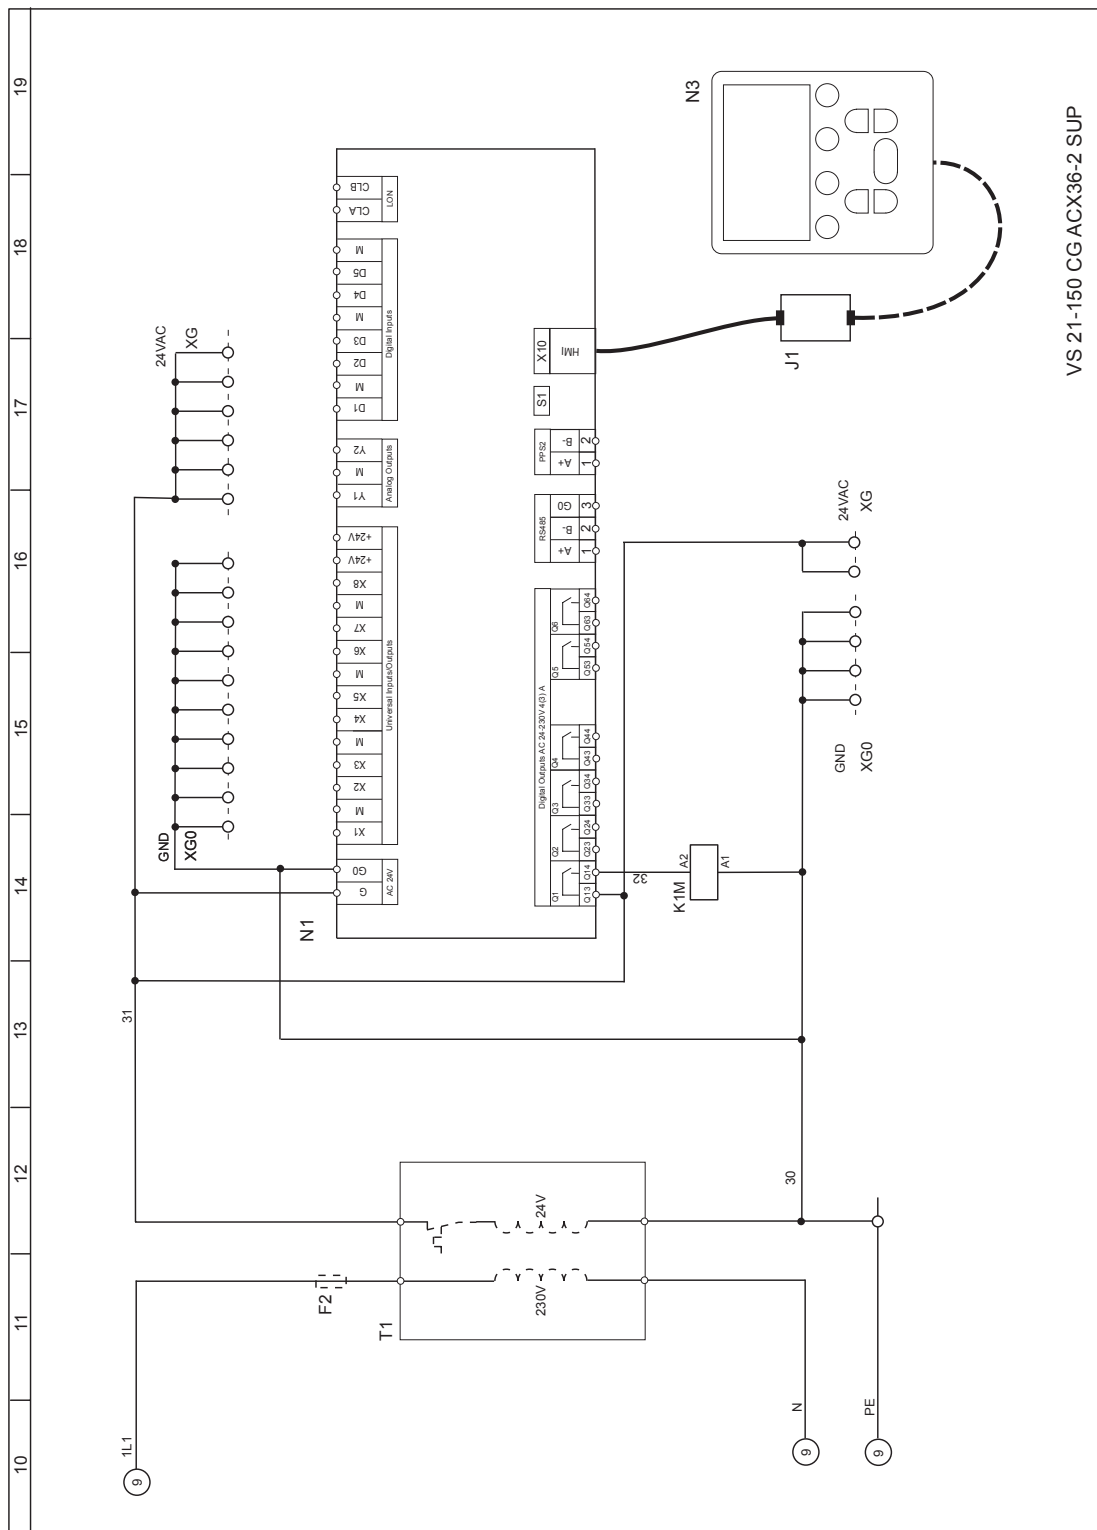 10
11
12
13
14
15
16
17
18
19
9
1L1
31
F2
T1
230V
24V
30
N
9
PE
9
GND
XG0
24VAC
XG
N1
AC 24V
G
G0
Universal Inputs/Outputs
X1
M
X2
X3
M
X4
X5
M
X6
X7
M
X8
+24V
+24V
Analog Outputs
Y1
M
Y2
Digital Inputs
D1
M
D2
D3
M
D4
D5
M
LON
CLA
CLB
Digital Outputs AC 24-230V 4(3) A
Q1
Q13
Q14
Q2
Q23
Q24
Q3
Q33
Q34
Q4
Q43
Q44
Q5
Q53
Q54
Q6
Q63
Q64
RS485
A+
B-
G0
1
2
3
PPS2
A+
B-
1
2
S1
X10
HMI
32
K1M
A2
A1
GND
XG0
24VAC
XG
J1
N3
VS 21-150 CG ACX36-2 SUP